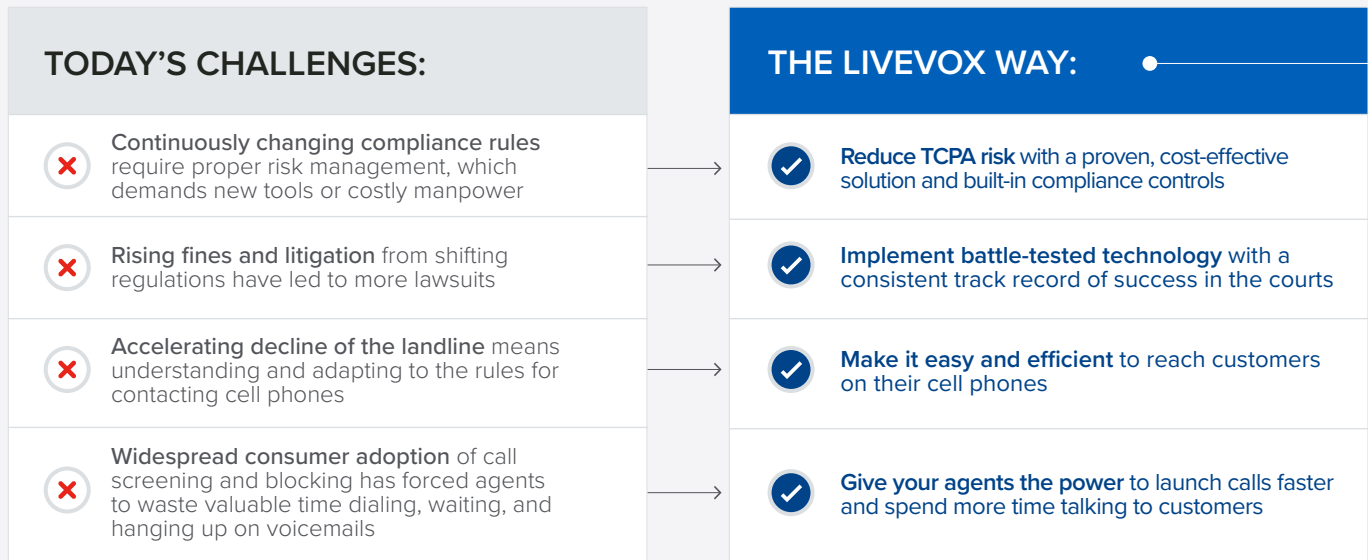 TODAY’S CHALLENGES:
Continuously changing compliance rules
require proper risk management, which
demands new tools or costly manpower
Rising fines and litigation from shifting
regulations have led to more lawsuits
Accelerating decline of the landline means
understanding and adapting to the rules for
contacting cell phones
Widespread consumer adoption of call
screening and blocking has forced agents
to waste valuable time dialing, waiting, and
hanging up on voicemails
THE LIVEVOX WAY:
Reduce TCPA risk with a proven, cost-effective
solution and built-in compliance controls
Implement battle-tested technology with a
consistent track record of success in the courts
Make it easy and efficient to reach customers
on their cell phones
Give your agents the power to launch calls faster
and spend more time talking to customers